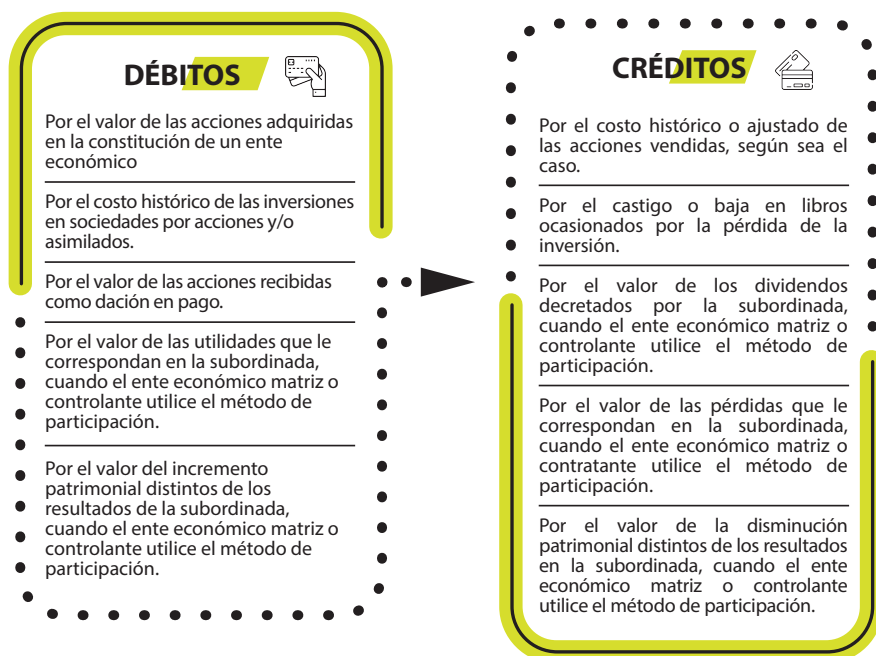 DÉBITOS
Por el valor de las acciones adquiridas
en la constitución de un ente
económico
Por el costo histórico de las inversiones
en sociedades por acciones y/o
asimilados.
Por el valor de las acciones recibidas
como dación en pago.
Por el valor de las utilidades que le
correspondan en la subordinada,
cuando el ente económico matriz o
controlante utilice el método de
participación.
Por el valor del incremento
patrimonial distintos de los
resultados de la subordinada,
cuando el ente económico matriz o
controlante utilice el método de
participación.
CRÉDITOS
Por el costo histórico o ajustado de
las acciones vendidas, según sea el
caso.
Por el castigo o baja en libros
ocasionados por la pérdida de la
inversión.
Por el valor de los dividendos
decretados por la subordinada,
cuando el ente económico matriz o
controlante utilice el método de
participación.
Por el valor de las pérdidas que le
correspondan en la subordinada,
cuando el ente económico matriz o
contratante utilice el método de
participación.
Por el valor de la disminución
patrimonial distintos de los resultados
en la subordinada, cuando el ente
económico matriz o controlante
utilice el método de participación.